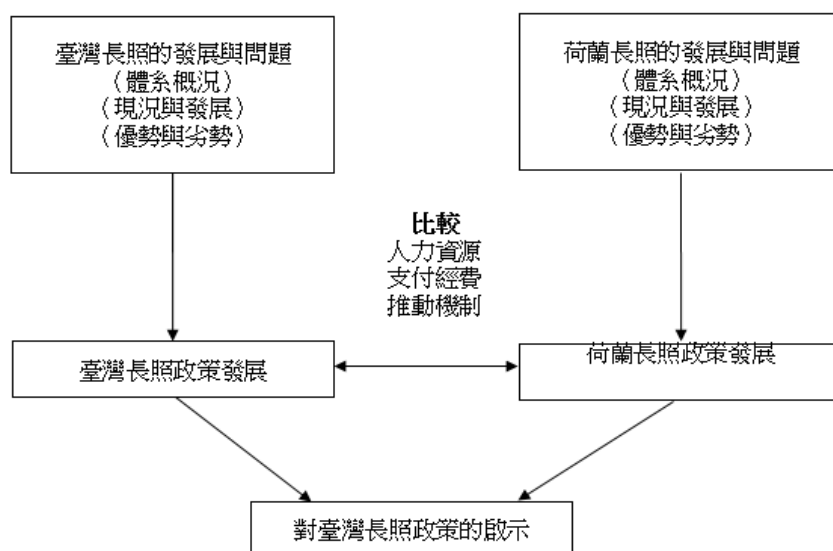 臺灣長照的發展與問題
（體系概況）
（現況與發展）
（優勢與劣勢）
荷蘭長照的發展與問題
（體系概況）
（現況與發展）
（優勢與劣勢）
比較
人力資源
支付經費
推動機制
臺灣長照政策發展
荷蘭長照政策發展
對臺灣長照政策的啟示